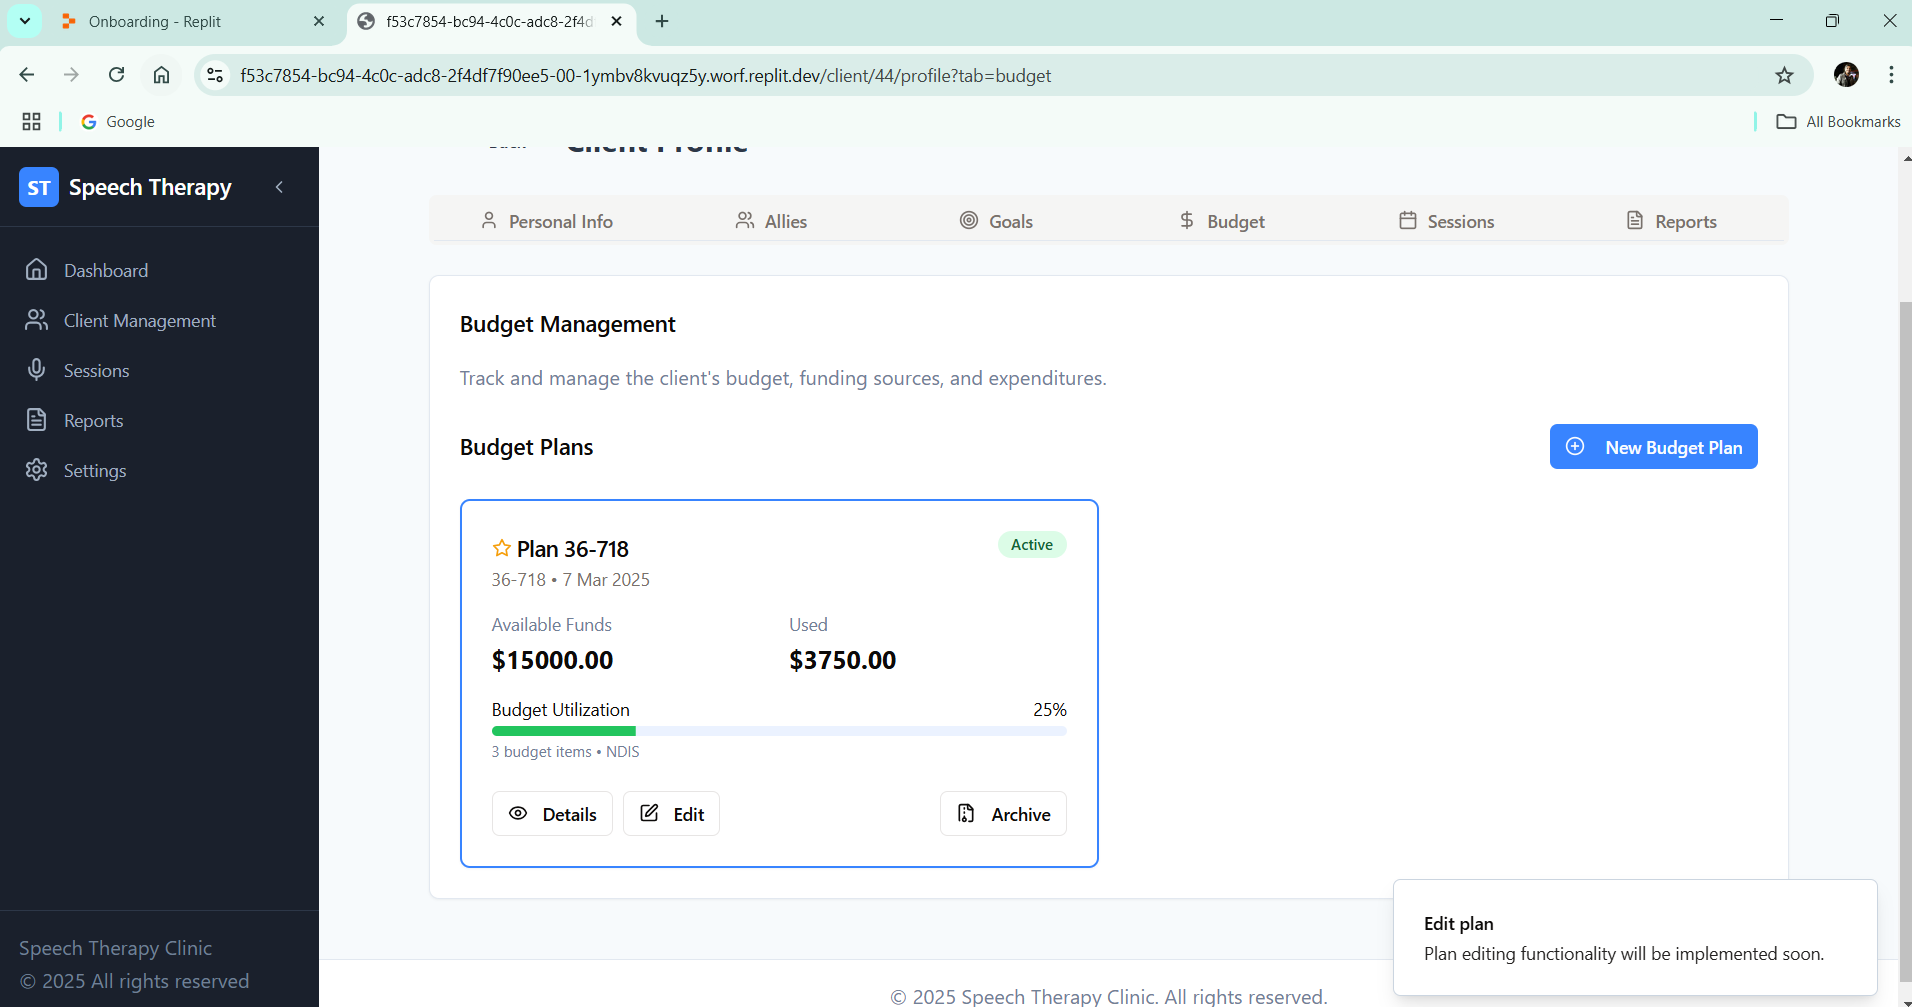 Onboarding - Replit
f53c7854-bc94-4c0c-adc8-2f4d
f53c7854-bc94-4c0c-adc8-2f4df7f90ee5-00-1ymbv8kvuqz5y.worf.replit.dev/client/44/profile?tab=budget
Google
All Bookmarks
ST Speech Therapy
Dashboard
Client Management
Sessions
Reports
Settings
Speech Therapy Clinic
© 2025 All rights reserved
Back Client Profile
Personal Info Allies Goals Budget Sessions Reports
Budget Management
Track and manage the client's budget, funding sources, and expenditures.
Budget Plans
New Budget Plan
Plan 36-718
Active
36-718 • 7 Mar 2025
Available Funds Used
$15000.00 $3750.00
Budget Utilization 25%
3 budget items • NDIS
Details Edit Archive
Edit plan
Plan editing functionality will be implemented soon.
© 2025 Speech Therapy Clinic. All rights reserved.